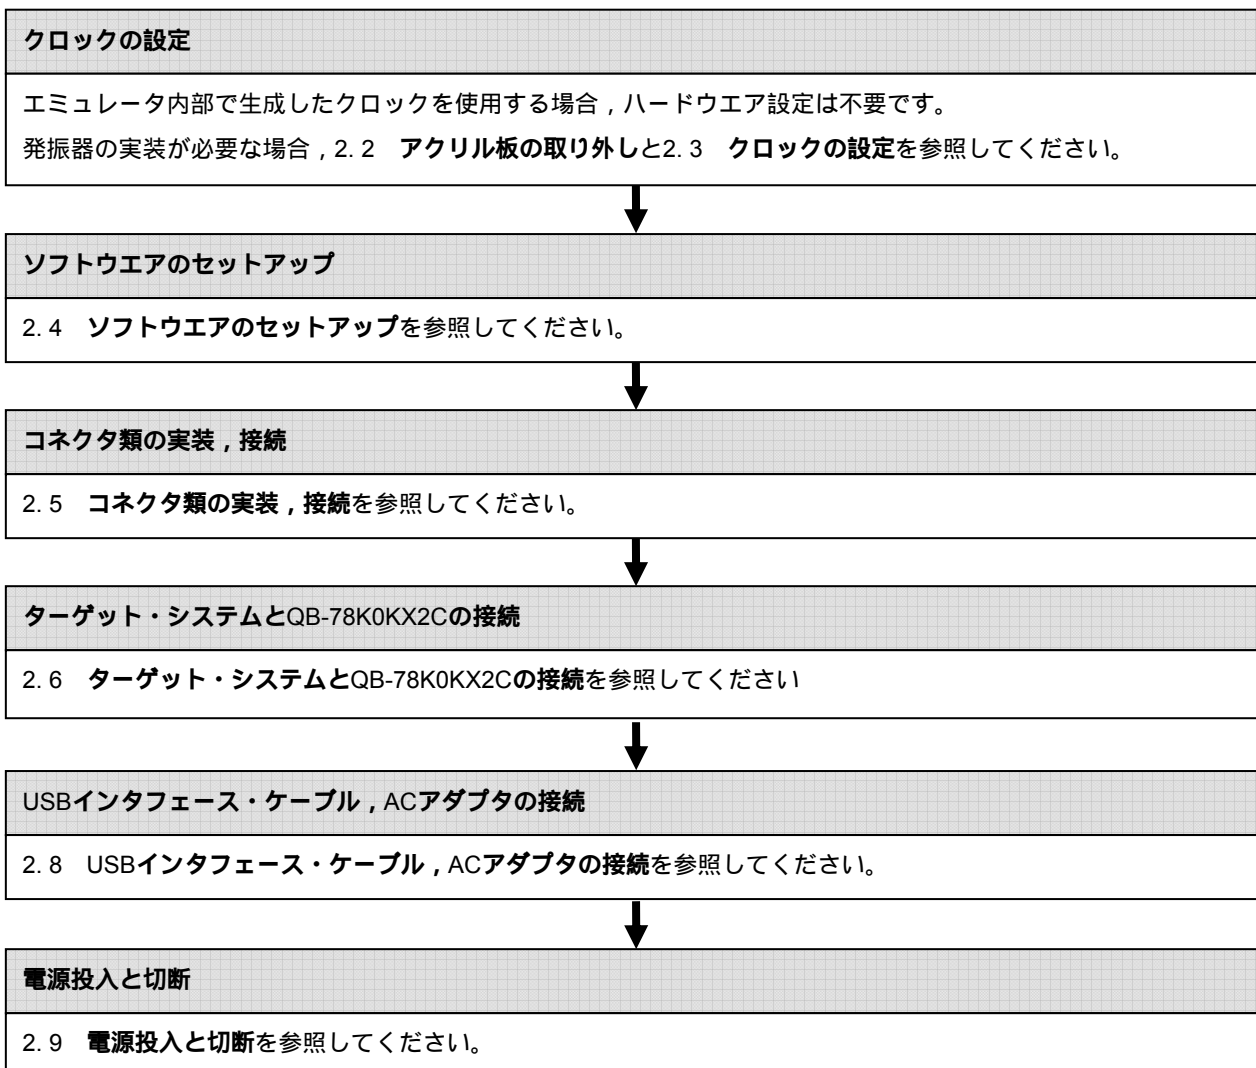 クロックの設定
エミュレータ内部で生成したクロックを使用する場合，ハードウエア設定は不要です。
発振器の実装が必要な場合，2. 2　アクリル板の取り外しと2. 3　クロックの設定を参照してください。
ソフトウエアのセットアップ
2. 4　ソフトウエアのセットアップを参照してください。
コネクタ類の実装，接続
2. 5　コネクタ類の実装，接続を参照してください。
ターゲット・システムとQB-78K0KX2Cの接続
2. 6　ターゲット・システムとQB-78K0KX2Cの接続を参照してください
USBインタフェース・ケーブル，ACアダプタの接続
2. 8　USBインタフェース・ケーブル，ACアダプタの接続を参照してください。
電源投入と切断
2. 9　電源投入と切断を参照してください。